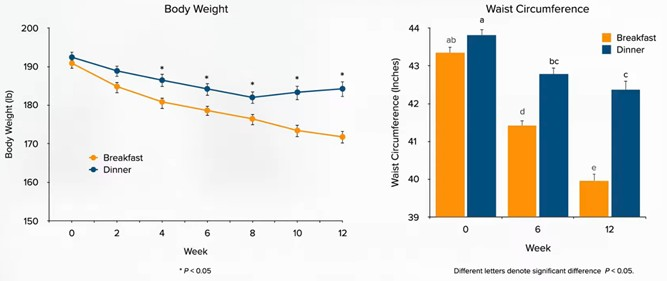 Body Weight
200
190
180
170
160
150
Body Weight (lb)
* * * * *
Breakfast
Dinner
0 2 4 6 8 10 12
Week
* P < 0.05
Waist Circumference
44
43
42
41
40
39
Waist Circumference (Inches)
Breakfast
Dinner
ab a
d bc
e c
0 6 12
Week
Different letters denote significant difference P < 0.05.